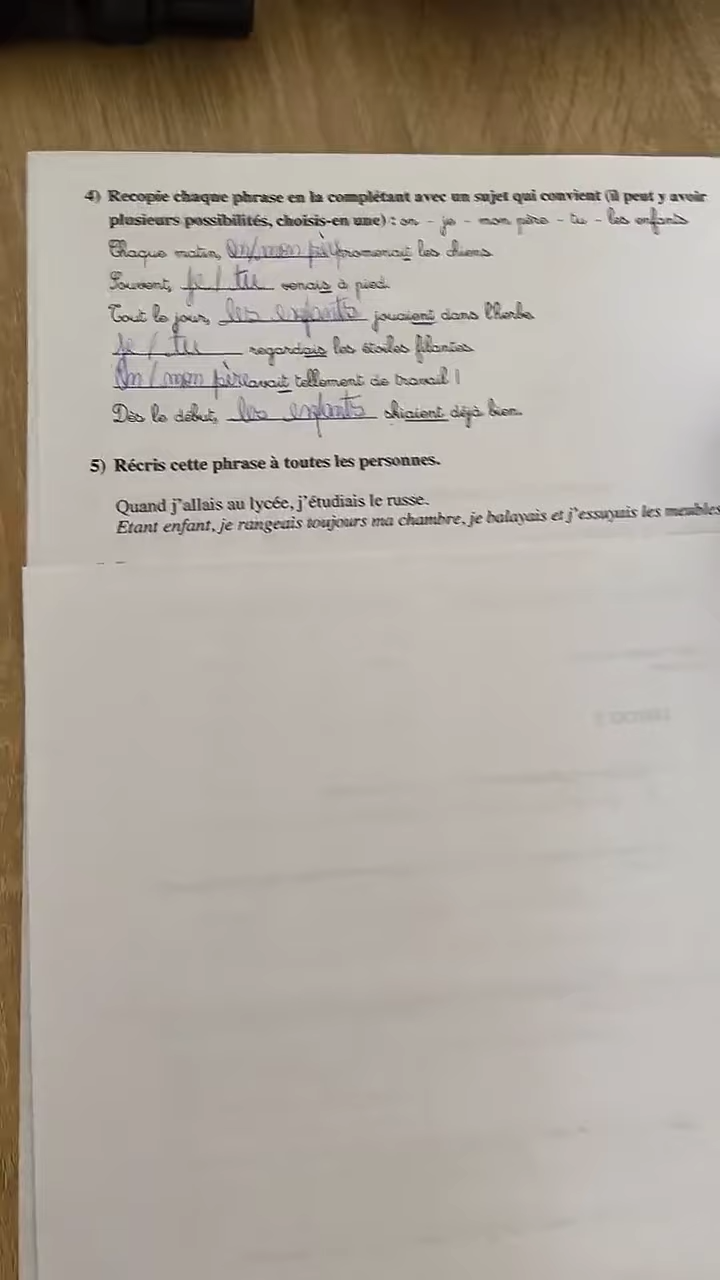 4) Recopie chaque phrase en la complétant avec un sujet qui convient (il peut y avoir
plusieurs possibilités, choisis-en une) : on - je - mon père - tu - les enfants
Chaque matin, On/mon père promenait les chiens.
Souvent, je / tu venais à pied.
Tout le jour, les enfants jouaient dans l'herbe.
Je / tu regardais les étoiles filantes.
On / mon père avait tellement de travail !
Dès le début, les enfants skiaient déjà bien.
5) Récris cette phrase à toutes les personnes.
Quand j'allais au lycée, j'étudiais le russe.
Etant enfant, je rangeais toujours ma chambre, je balayais et j'essuyais les meubles